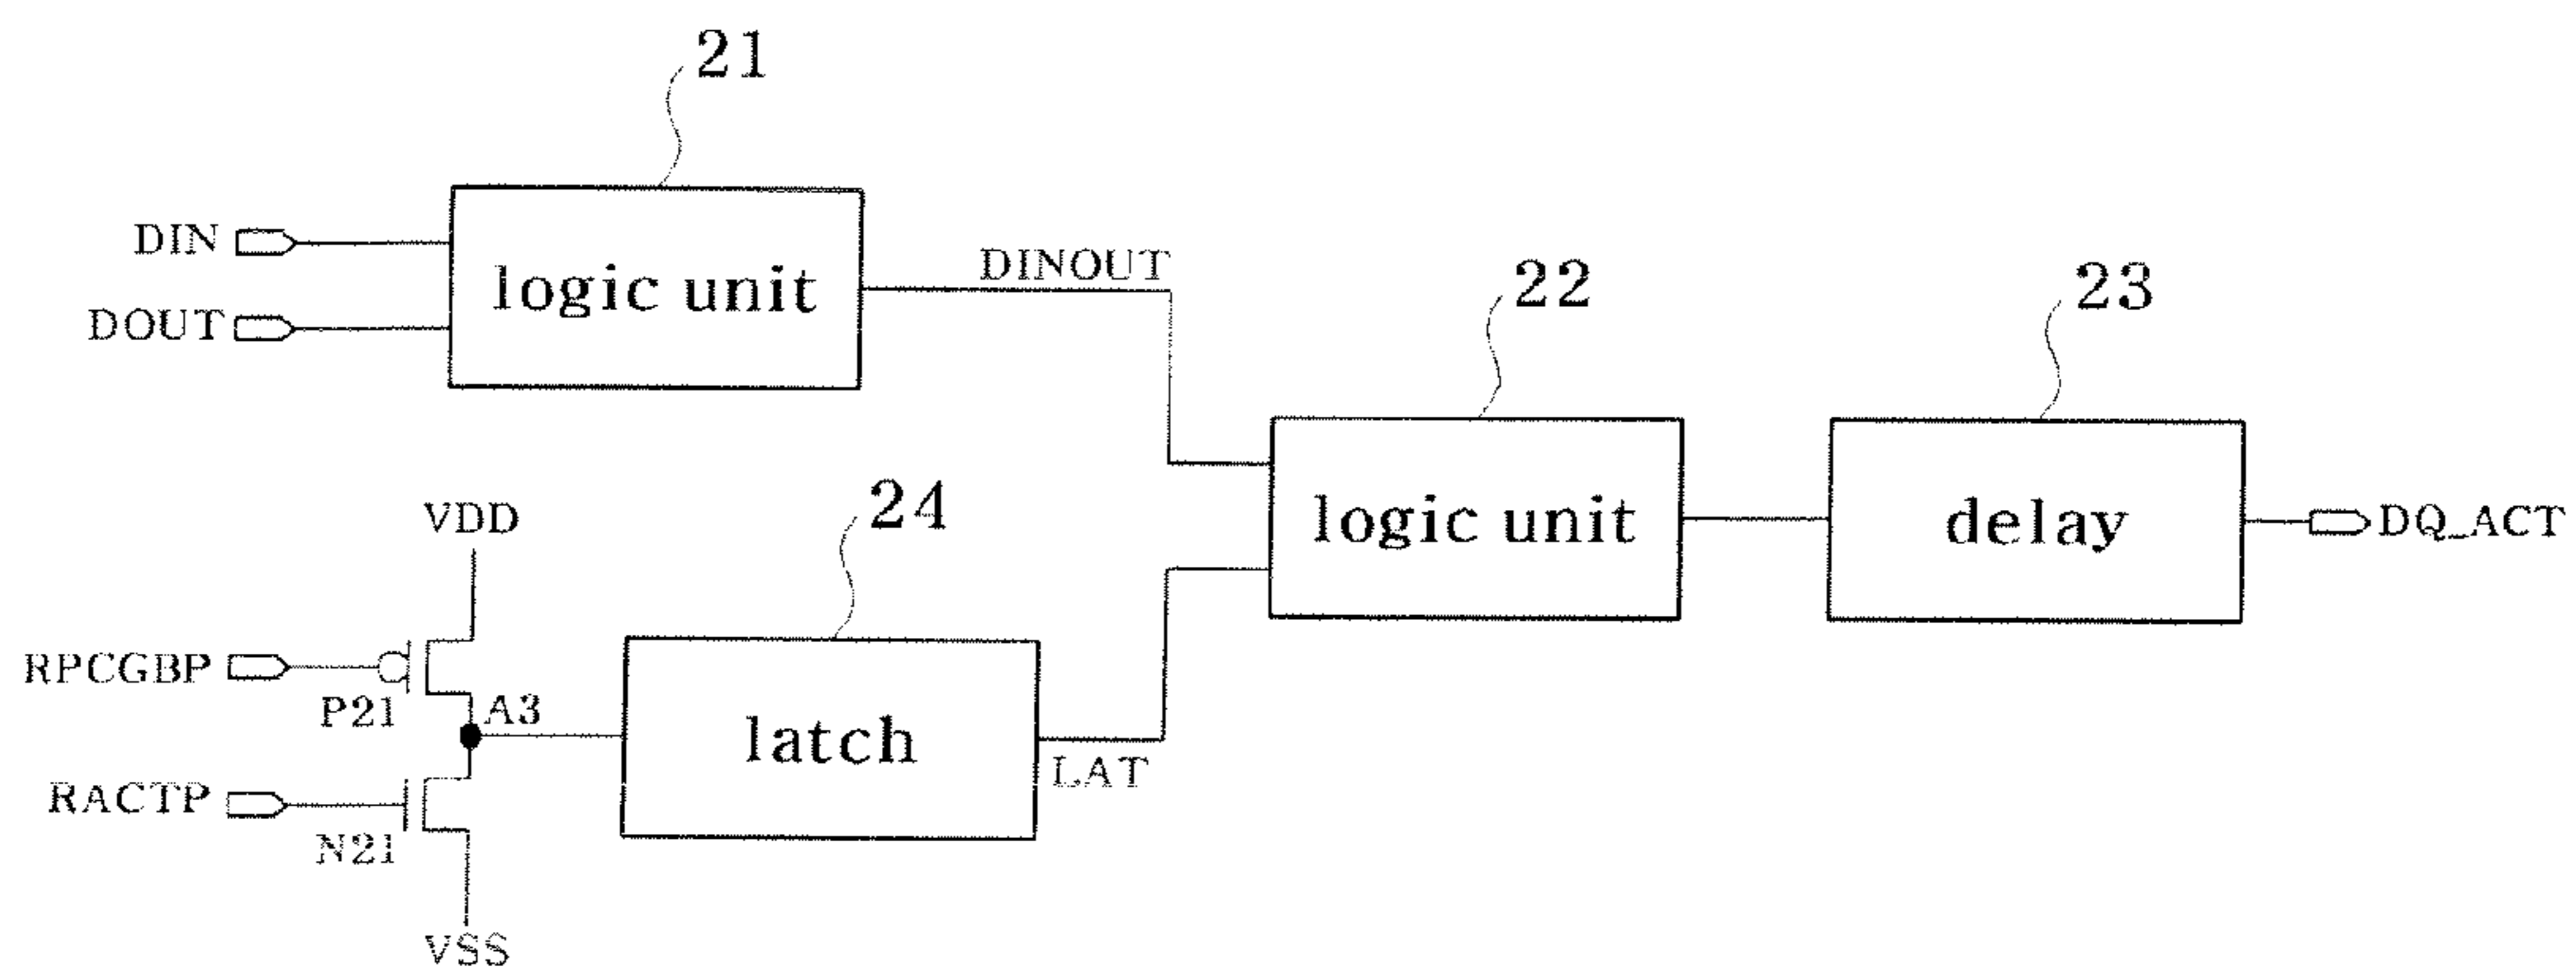 21
DIN
DOUT
logic unit
DINOUT
22
23
logic unit
delay
DQ_ACT
VDD
24
RPCGBP
P21
A3
latch
LAT
RACTP
N21
VSS